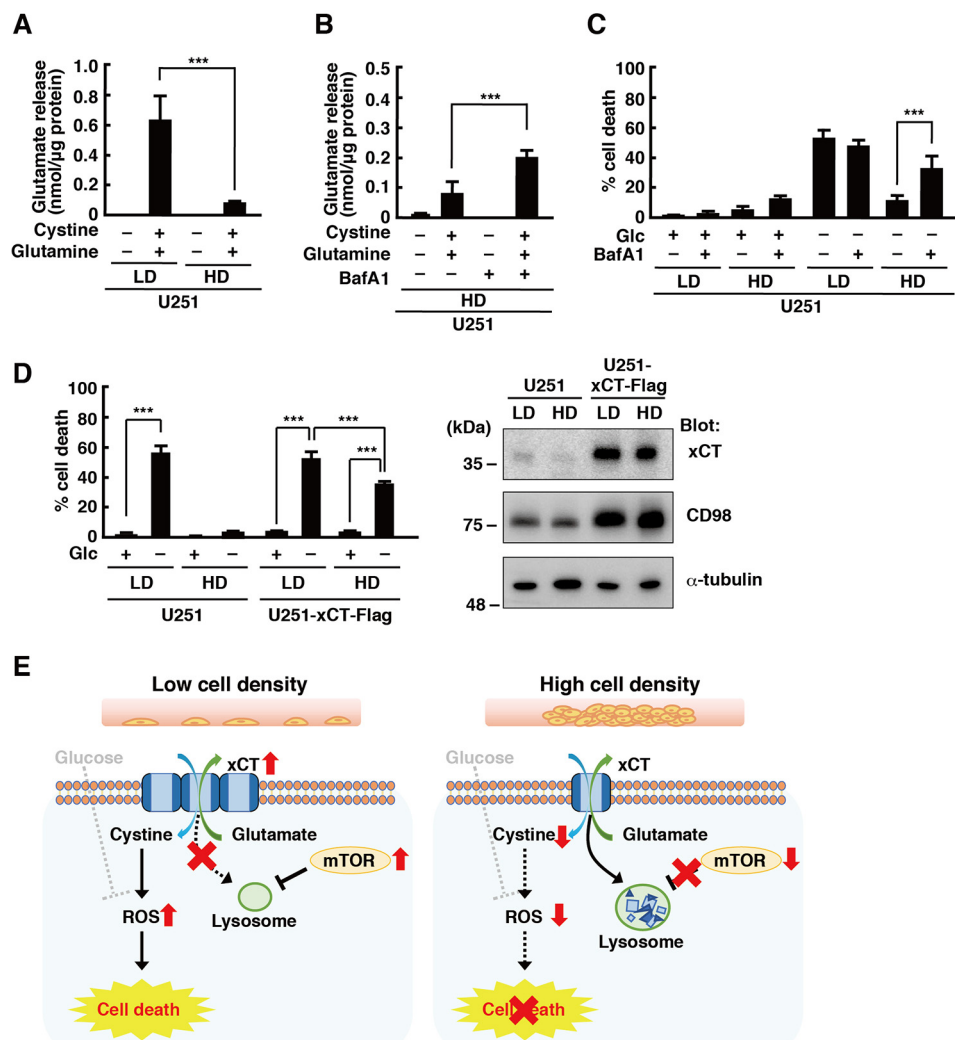 A
Glutamate release
(nmol/μg protein)
1.0
0.8
0.6
0.4
0.2
0
***
Cystine − + − +
Glutamine − + − +
LD HD
U251
B
Glutamate release
(nmol/μg protein)
0.5
0.4
0.3
0.2
0.1
0
***
Cystine − + − +
Glutamine − + − +
BafA1 − − + +
HD
U251
C
% cell death
100
80
60
40
20
0
***
Glc + + + + − − − −
BafA1 − + − + − + − +
LD HD LD HD
U251
D
% cell death
100
80
60
40
20
0
*** *** *** ***
Glc + − + − + − + −
LD HD LD HD
U251 U251-xCT-Flag
U251-
U251 xCT-Flag
(kDa) LD HD LD HD Blot:
xCT
35
CD98
75
α-tubulin
48
E
Low cell density
Glucose
xCT
Cystine Glutamate
mTOR
ROS
Lysosome
Cell death
High cell density
Glucose
xCT
Cystine Glutamate
mTOR
ROS
Lysosome
Cell death